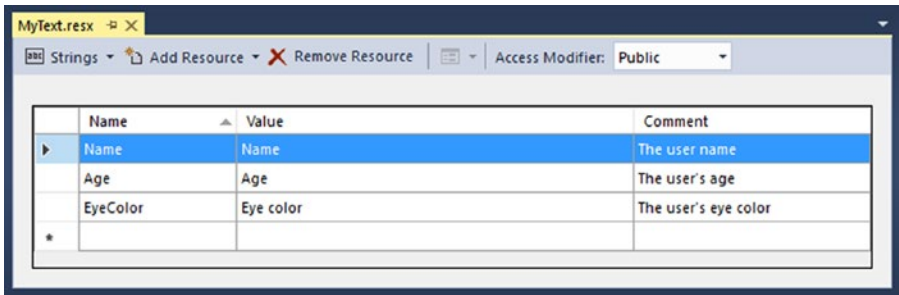 MyText.resx
abc Strings Add Resource Remove Resource Access Modifier: Public
Name Value Comment
Name Name The user name
Age Age The user's age
EyeColor Eye color The user's eye color
*